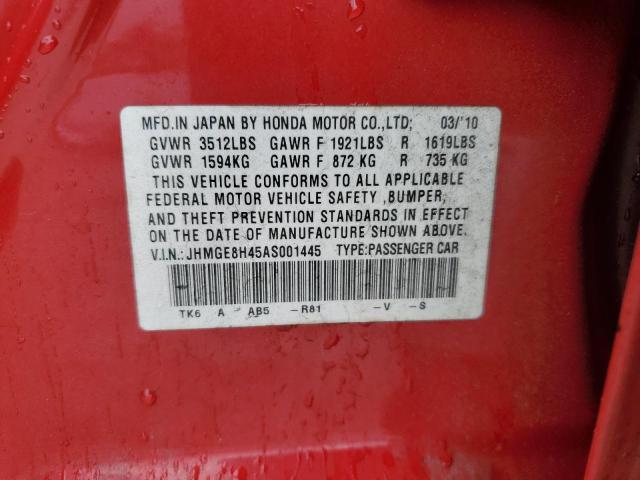 MFD.IN JAPAN BY HONDA MOTOR CO.,LTD; 03/'10
GVWR 3512LBS GAWR F 1921LBS R 1619LBS
GVWR 1594KG GAWR F 872 KG R 735 KG
THIS VEHICLE CONFORMS TO ALL APPLICABLE
FEDERAL MOTOR VEHICLE SAFETY ,BUMPER,
AND THEFT PREVENTION STANDARDS IN EFFECT
ON THE DATE OF MANUFACTURE SHOWN ABOVE.
V.I.N.: JHMGE8H45AS001445 TYPE:PASSENGER CAR
TK6 A AB5 –R81 –V –S